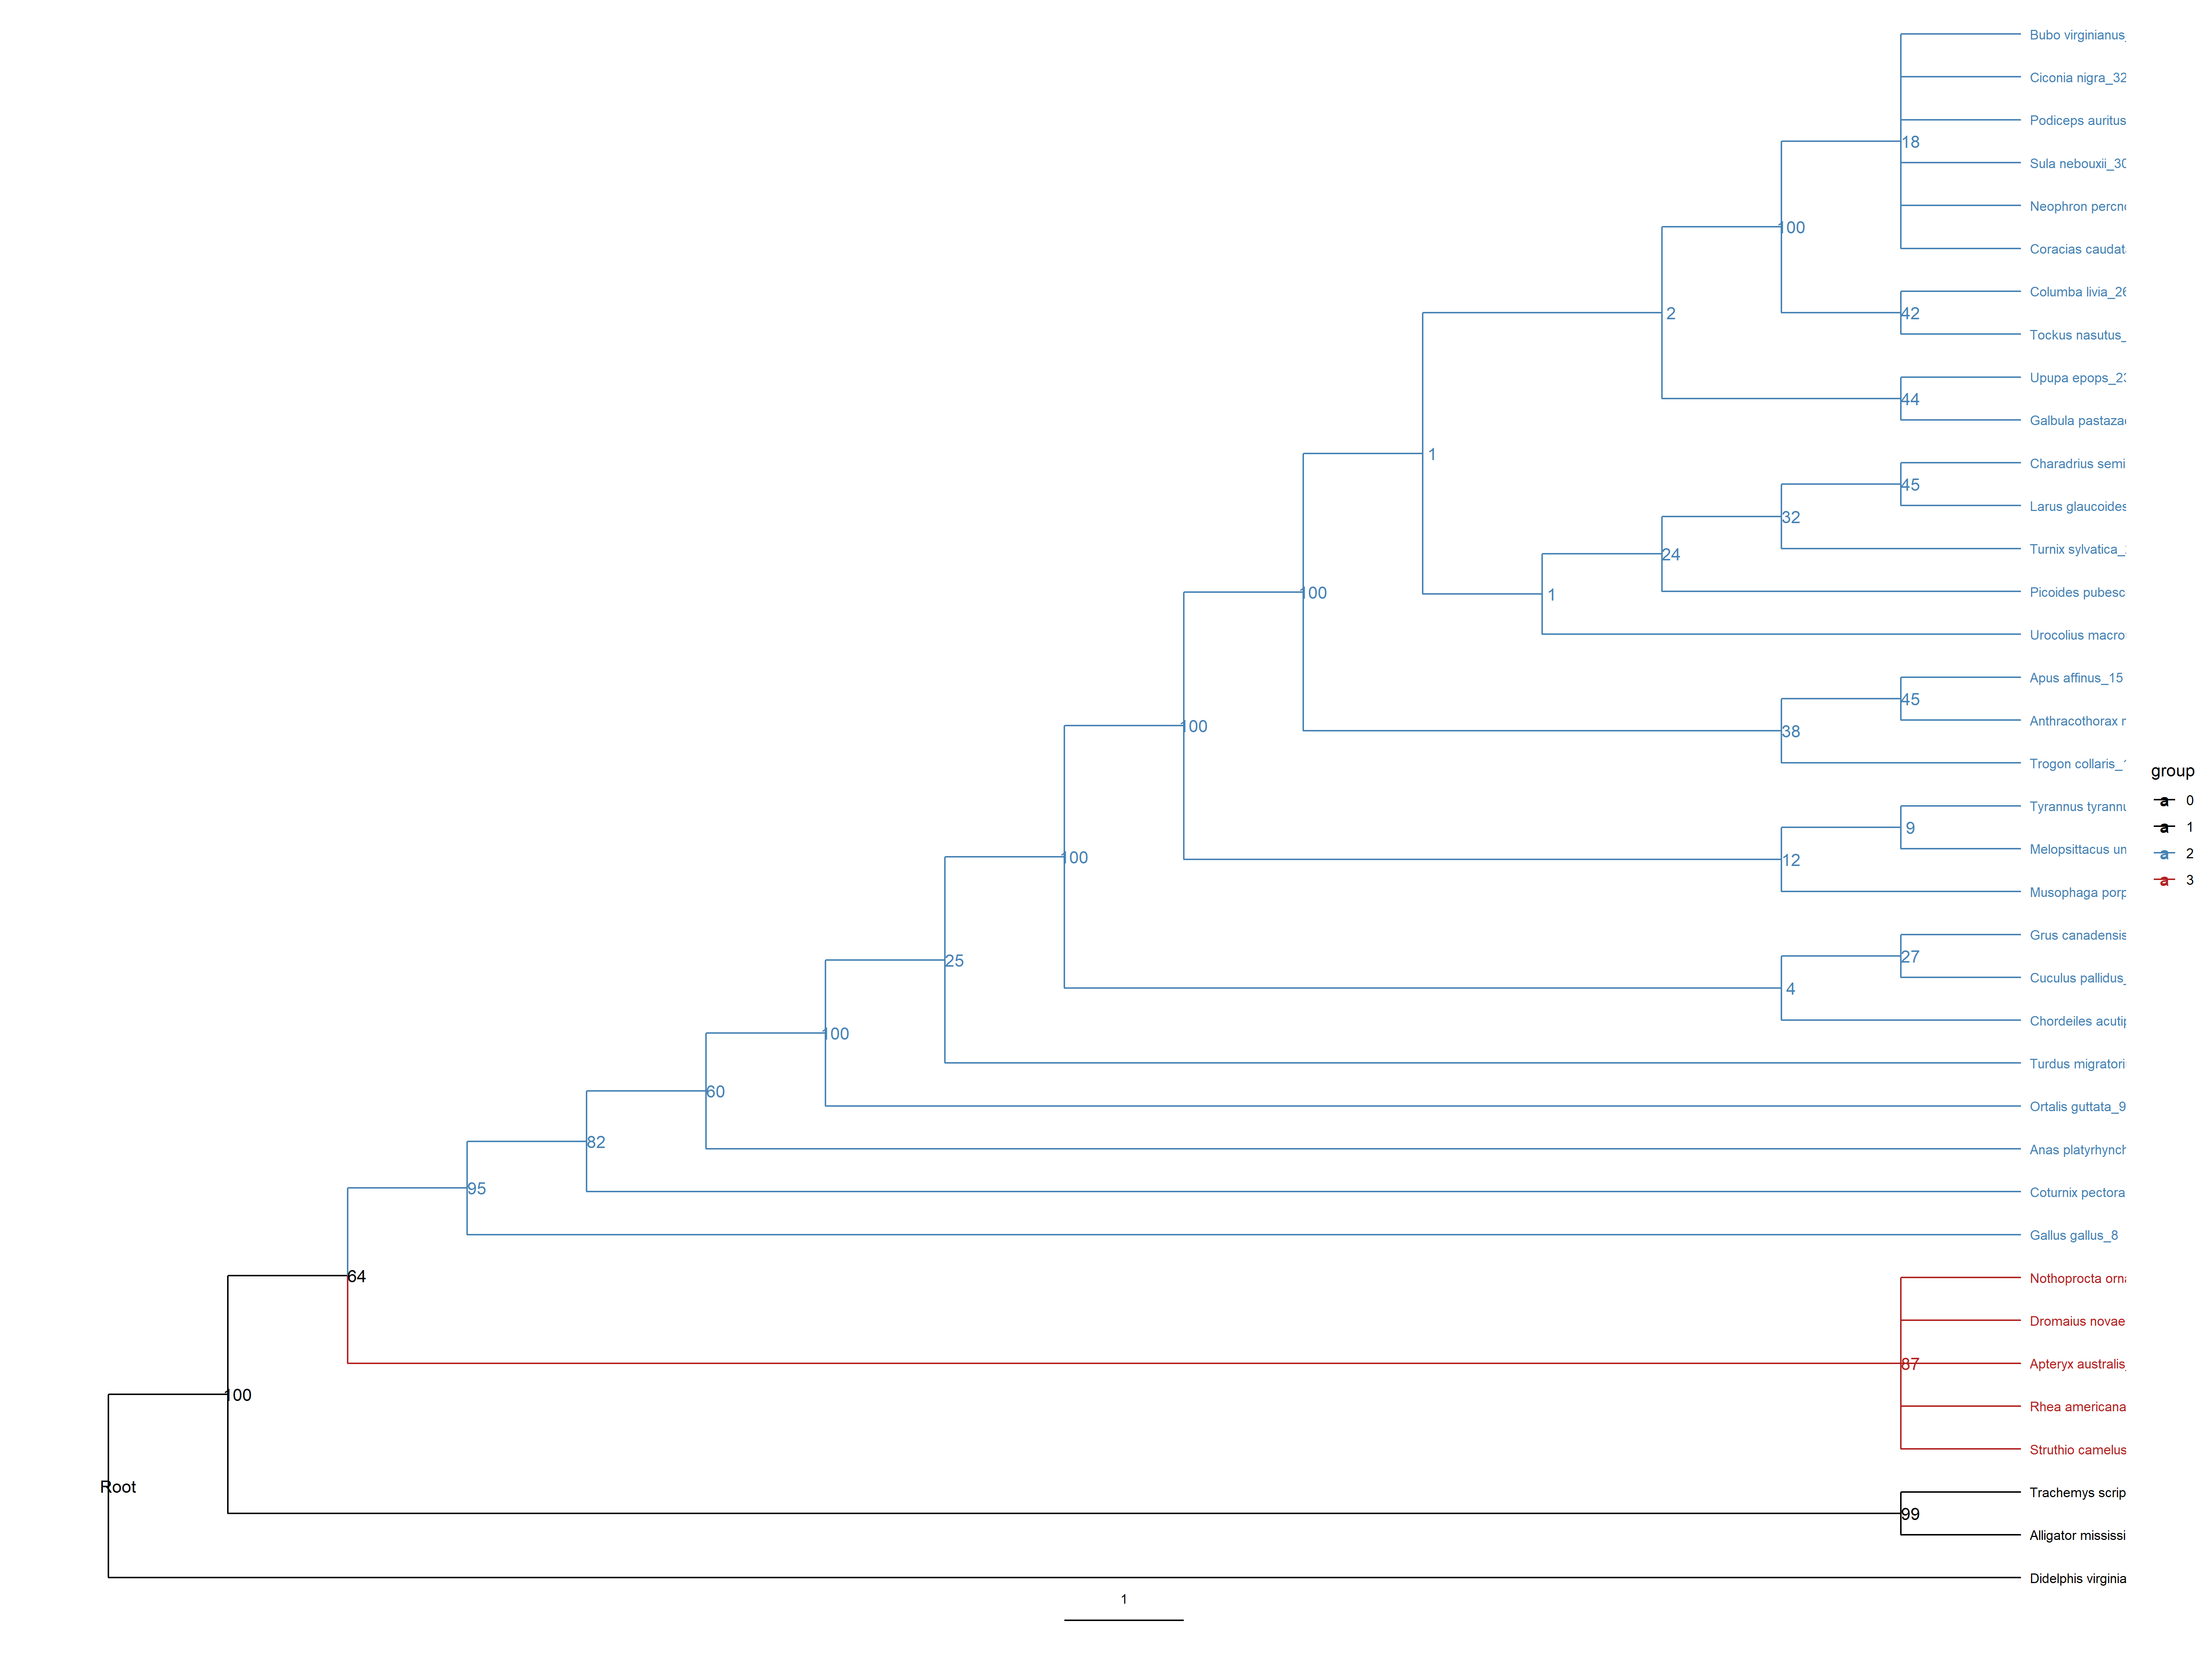 Bubo virginianus_
Ciconia nigra_32
Podiceps auritus
18
Sula nebouxii_30
Neophron percn
100
Coracias caudat
Columba livia_26
2
42
Tockus nasutus_
Upupa epops_23
44
Galbula pastaza
1
Charadrius semi
45
Larus glaucoides
32
Turnix sylvatica_
24
Picoides pubesc
100
1
Urocolius macro
Apus affinus_15
45
Anthracothorax
100
38
Trogon collaris_
group
a 0
Tyrannus tyrann
a 1
9
Melopsittacus un
a 2
100
12
a 3
Musophaga porp
Grus canadensis
25
27
Cuculus pallidus_
4
Chordeiles acuti
100
Turdus migratori
60
Ortalis guttata_9
82
Anas platyrhynch
95
Coturnix pectora
Gallus gallus_8
64
Nothoprocta orn
Dromaius novae
87
Apteryx australis_
100
Rhea americana
Struthio camelus
Root
Trachemys scrip
99
Alligator mississi
Didelphis virginia
1